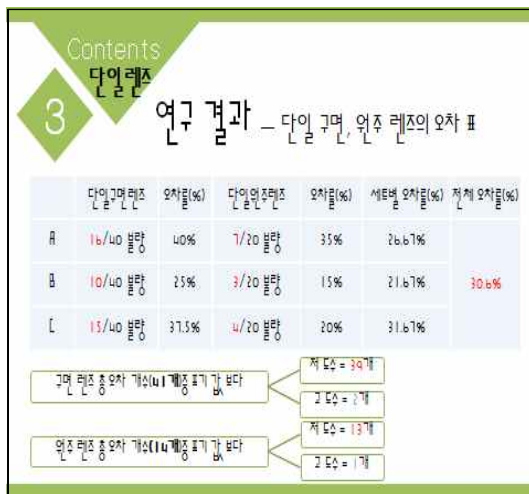 Contents
단일렌즈
3
연구 결과 – 단일 구면, 원주 렌즈의 오차 표
단일구면렌즈 오차율(%) 단일원주렌즈 오차율(%) 세트별 오차율(%) 전체 오차율(%)
A 16/40 불량 40% 7/20 불량 35% 26.67%
B 10/40 불량 25% 3/20 불량 15% 21.67% 30.6%
C 15/40 불량 37.5% 4/20 불량 20% 31.67%
구면 렌즈 총오차 개수(41개)중 표기 값 보다
저 도수 = 39개
고 도수 = 2개
원주 렌즈 총오차 개수(14개)중 표기 값 보다
저 도수 = 13개
고 도수 = 1개